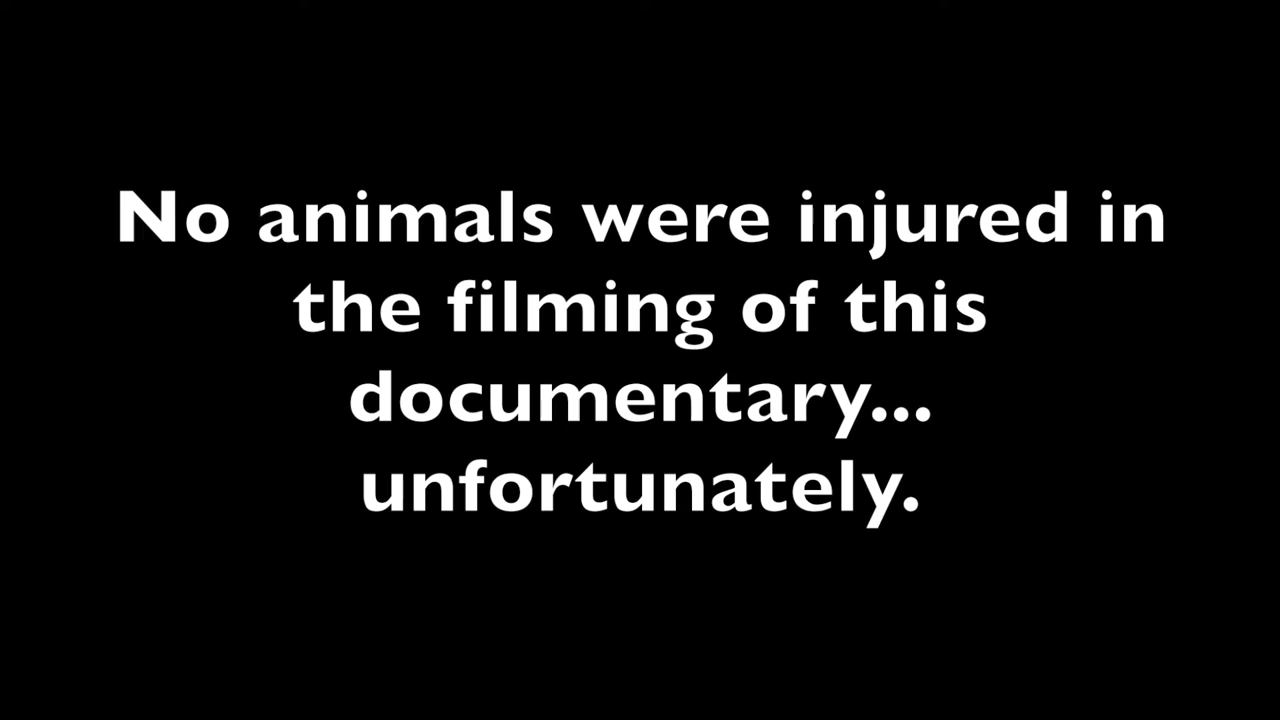 No animals were injured in
the filming of this
documentary...
unfortunately.